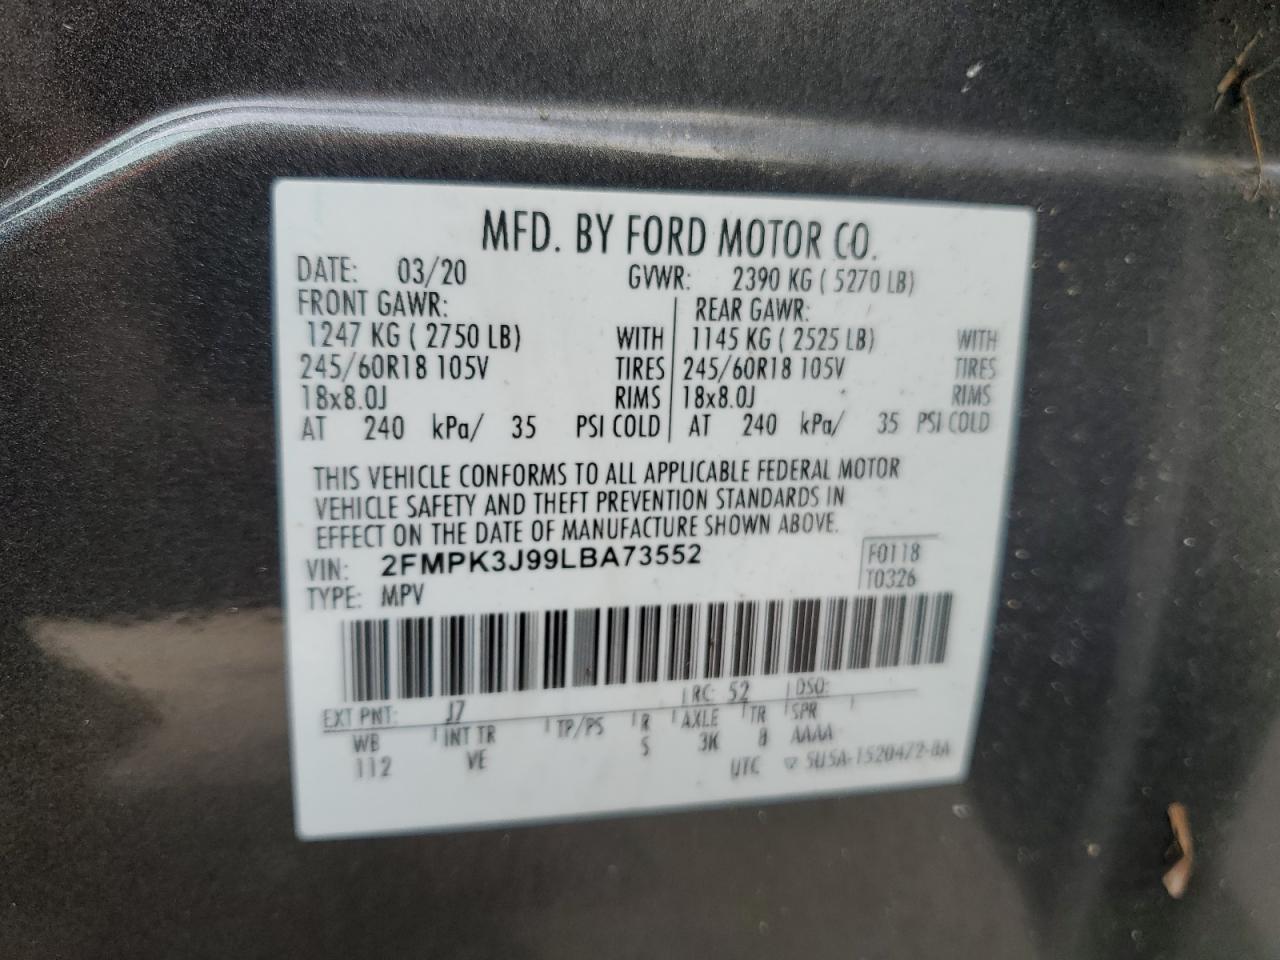 MFD. BY FORD MOTOR CO.
DATE: 03/20 GVWR: 2390 KG ( 5270 LB)
FRONT GAWR: REAR GAWR:
1247 KG ( 2750 LB) WITH 1145 KG ( 2525 LB) WITH
245/60R18 105V TIRES 245/60R18 105V TIRES
18x8.0J RIMS 18x8.0J RIMS
AT 240 kPa/ 35 PSI COLD AT 240 kPa/ 35 PSI COLD
THIS VEHICLE CONFORMS TO ALL APPLICABLE FEDERAL MOTOR
VEHICLE SAFETY AND THEFT PREVENTION STANDARDS IN
EFFECT ON THE DATE OF MANUFACTURE SHOWN ABOVE.
VIN: 2FMPK3J99LBA73552 F0118
TYPE: MPV T0326
EXT PNT: J7 RC: 52 DSO:
WB INT TR TP/PS R AXLE TR SPR
112 VE S 3K 8 AAAA
UTC